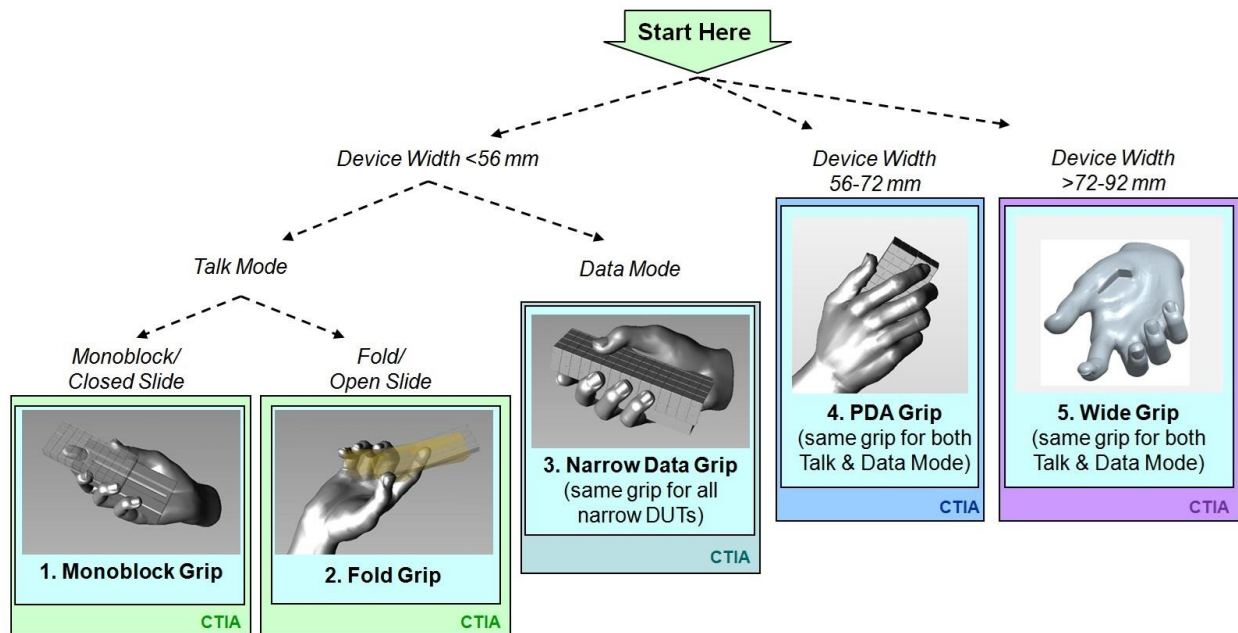 Start Here
Device Width <56 mm
Device Width
56-72 mm
Device Width
>72-92 mm
Talk Mode
Data Mode
Monoblock/
Closed Slide
Fold/
Open Slide
1. Monoblock Grip
CTIA
2. Fold Grip
CTIA
3. Narrow Data Grip
(same grip for all
narrow DUTs)
CTIA
4. PDA Grip
(same grip for both
Talk & Data Mode)
CTIA
5. Wide Grip
(same grip for both
Talk & Data Mode)
CTIA